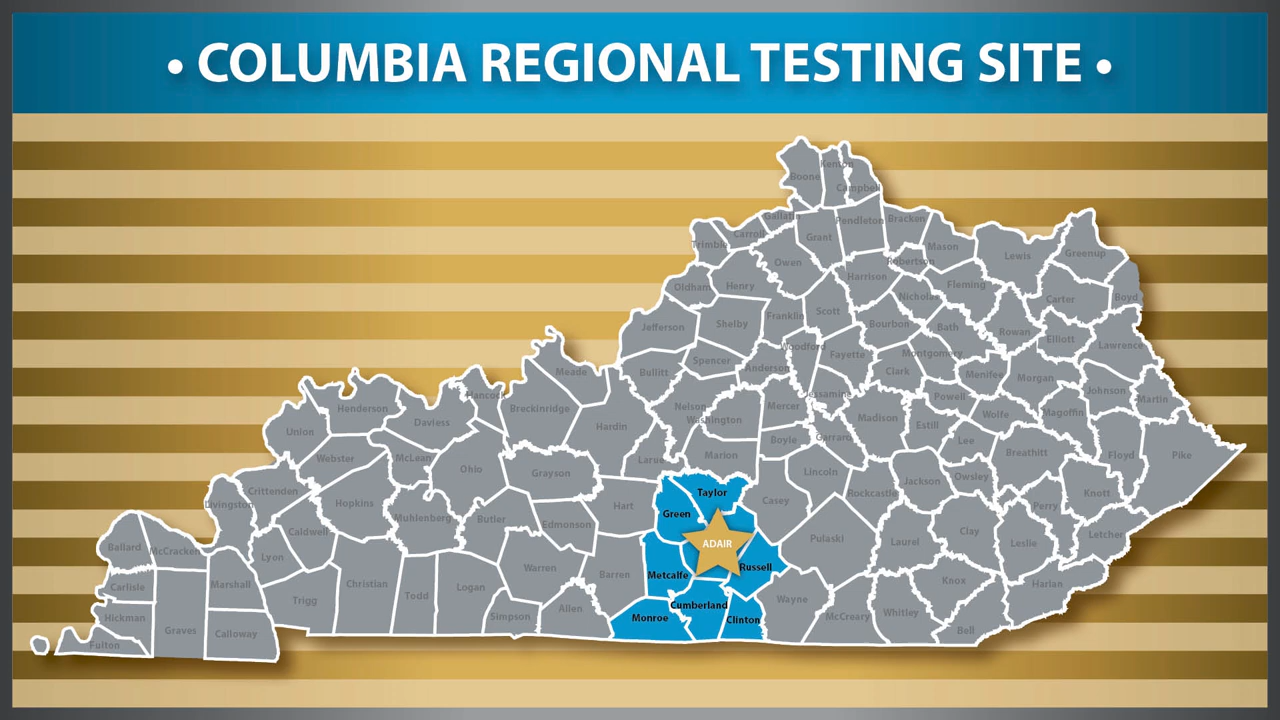 • COLUMBIA REGIONAL TESTING SITE •
Kenton
Boone
Campbell
Gallatin
Pendleton
Bracken
Carroll
Grant
Trimble
Mason
Owen
Robertson
Lewis
Greenup
Oldham
Henry
Harrison
Fleming
Nicholas
Carter
Boyd
Jefferson
Shelby
Franklin
Scott
Bourbon
Bath
Rowan
Elliott
Lawrence
Woodford
Fayette
Montgomery
Spencer
Anderson
Clark
Bullitt
Meade
Menifee
Morgan
Johnson
Martin
Hancock
Jessamine
Powell
Henderson
Breckinridge
Nelson
Mercer
Wolfe
Magoffin
Daviess
Washington
Madison
Estill
Union
Hardin
Boyle
Garrard
Lee
Webster
McLean
Larue
Marion
Breathitt
Floyd
Pike
Ohio
Grayson
Lincoln
Owsley
Jackson
Crittenden
Taylor
Rockcastle
Knott
Livingston
Hopkins
Hart
Green
Casey
Perry
Muhlenberg
Butler
Edmonson
Caldwell
Clay
Letcher
Ballard
McCracken
ADAIR
Pulaski
Laurel
Leslie
Lyon
Warren
Russell
Barren
Metcalfe
Carlisle
Marshall
Christian
Todd
Logan
Knox
Harlan
Trigg
Allen
Cumberland
Wayne
Hickman
Simpson
Monroe
Clinton
McCreary
Whitley
Graves
Calloway
Bell
Fulton